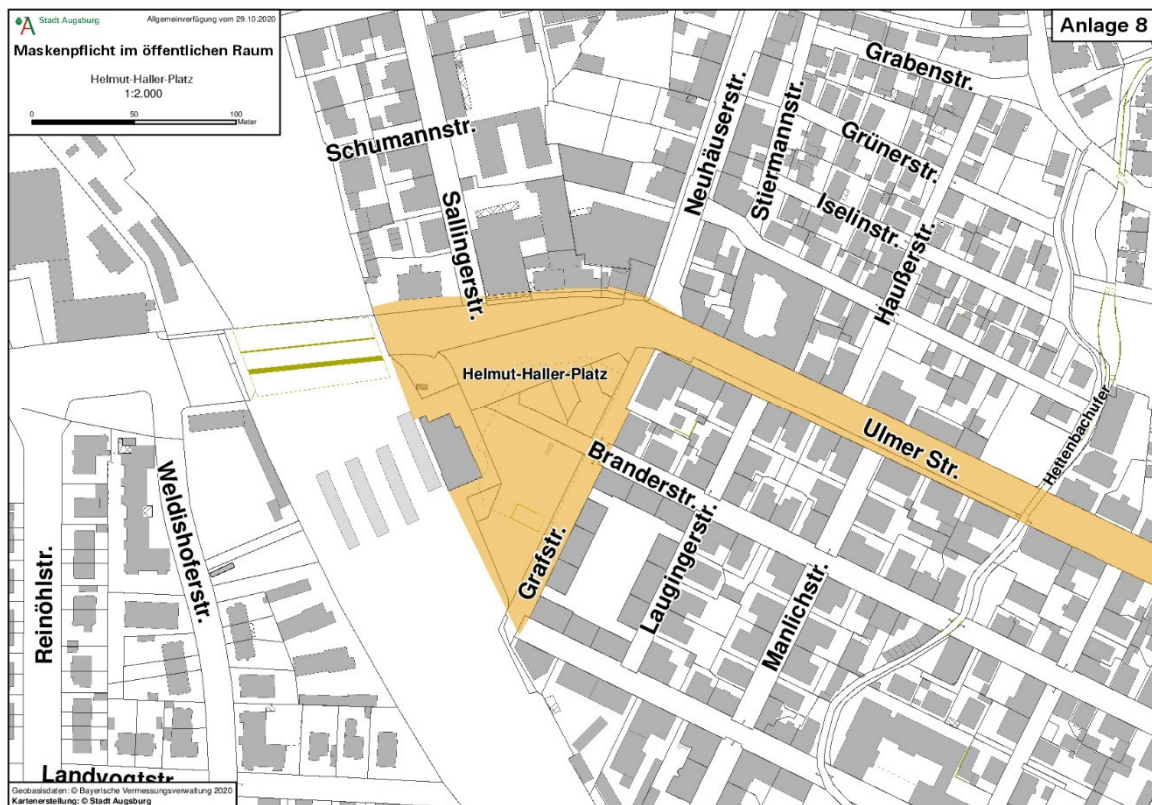 Stadt Augsburg
Allgemeinverfügung vom 29.10.2020
Maskenpflicht im öffentlichen Raum
Helmut-Haller-Platz
1:2.000
0 50 100
Meter
Anlage 8
Grabenstr.
Schumannstr.
Neuhäuserstr.
Stiermannstr.
Grünerstr.
Sallingerstr.
Iselinstr.
Haußerstr.
Helmut-Haller-Platz
Ulmer Str.
Hettenbachufer
Branderstr.
Weldishoferstr.
Grafstr.
Laugingerstr.
Manlichstr.
Reinöhlstr.
Landvogtstr.
Geobasisdaten: © Bayerische Vermessungsverwaltung 2020
Kartenerstellung: © Stadt Augsburg